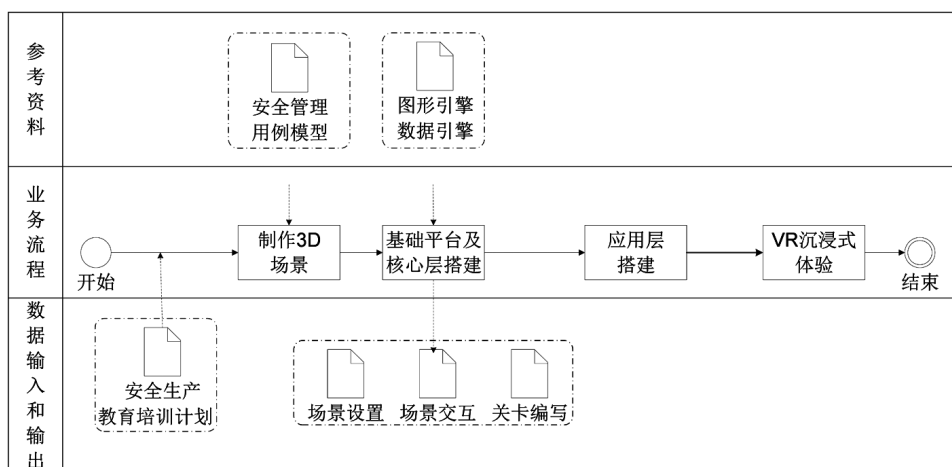 参考资料
安全管理
用例模型
图形引擎
数据引擎
业务流程
开始
制作3D
场景
基础平台及
核心层搭建
应用层
搭建
VR沉浸式
体验
结束
数据输入和输出
安全生产
教育培训计划
场景设置
场景交互
关卡编写